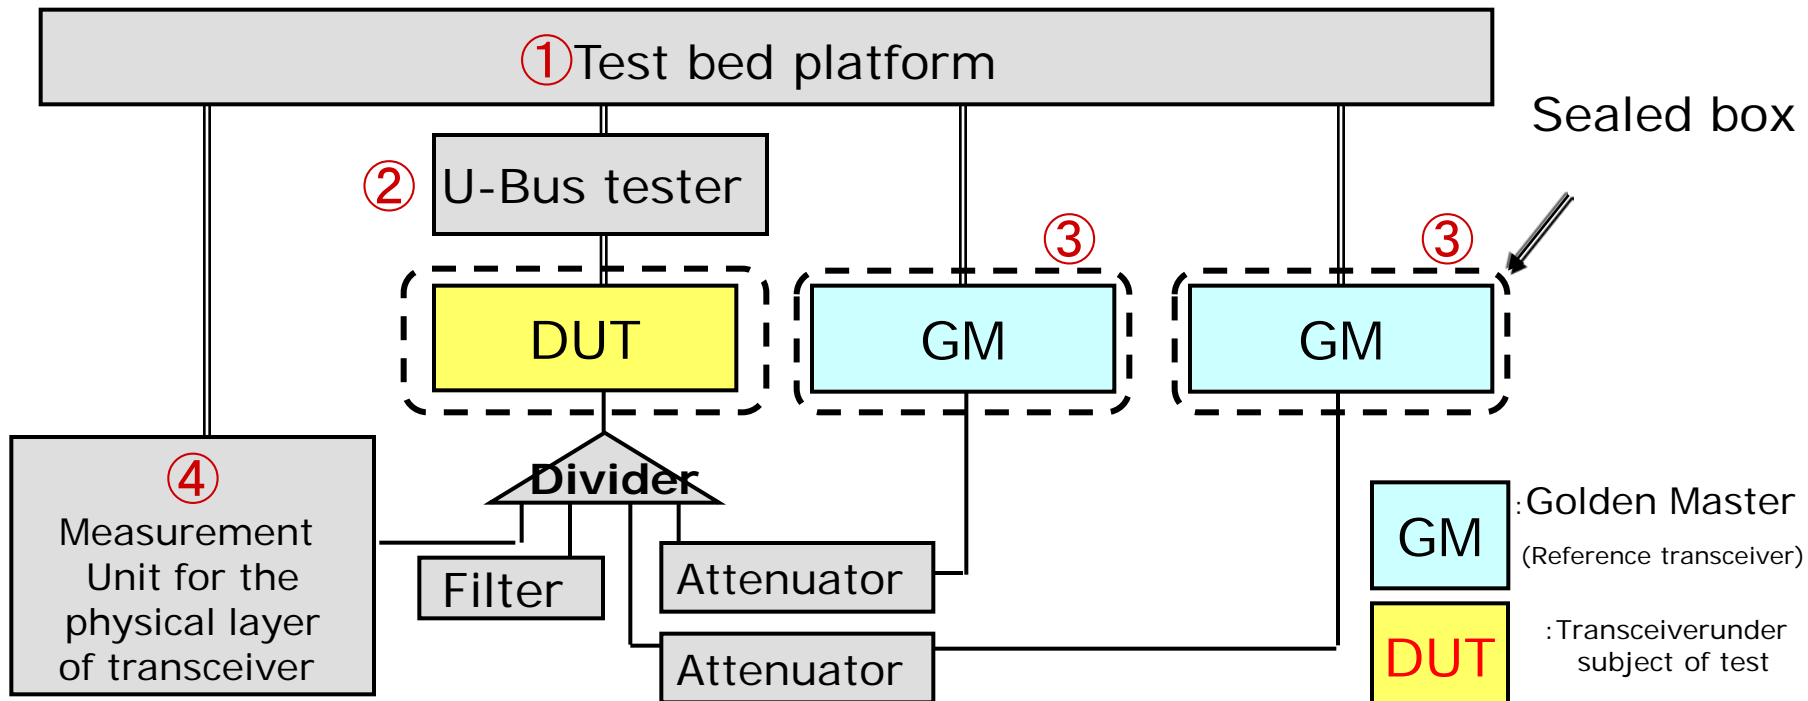 ①Test bed platform
Sealed box
② U-Bus tester
③
③
DUT
GM
GM
④
Measurement
Unit for the
physical layer
of transceiver
Divider
Filter
Attenuator
Attenuator
GM :Golden Master
(Reference transceiver)
DUT :Transceiverunder
subject of test